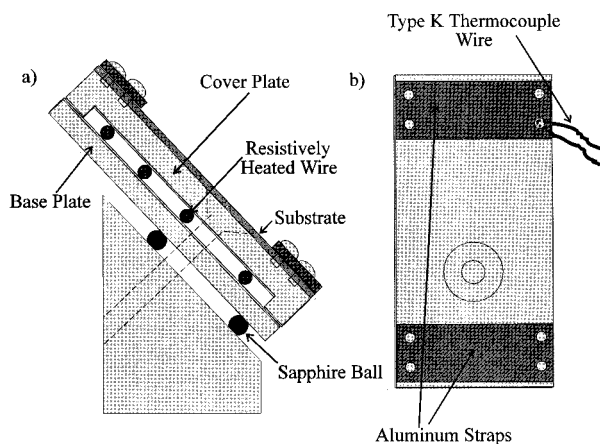 a)
Cover Plate
Resistively
Heated Wire
Base Plate
Substrate
Sapphire Ball
b)
Type K Thermocouple
Wire
Aluminum Straps